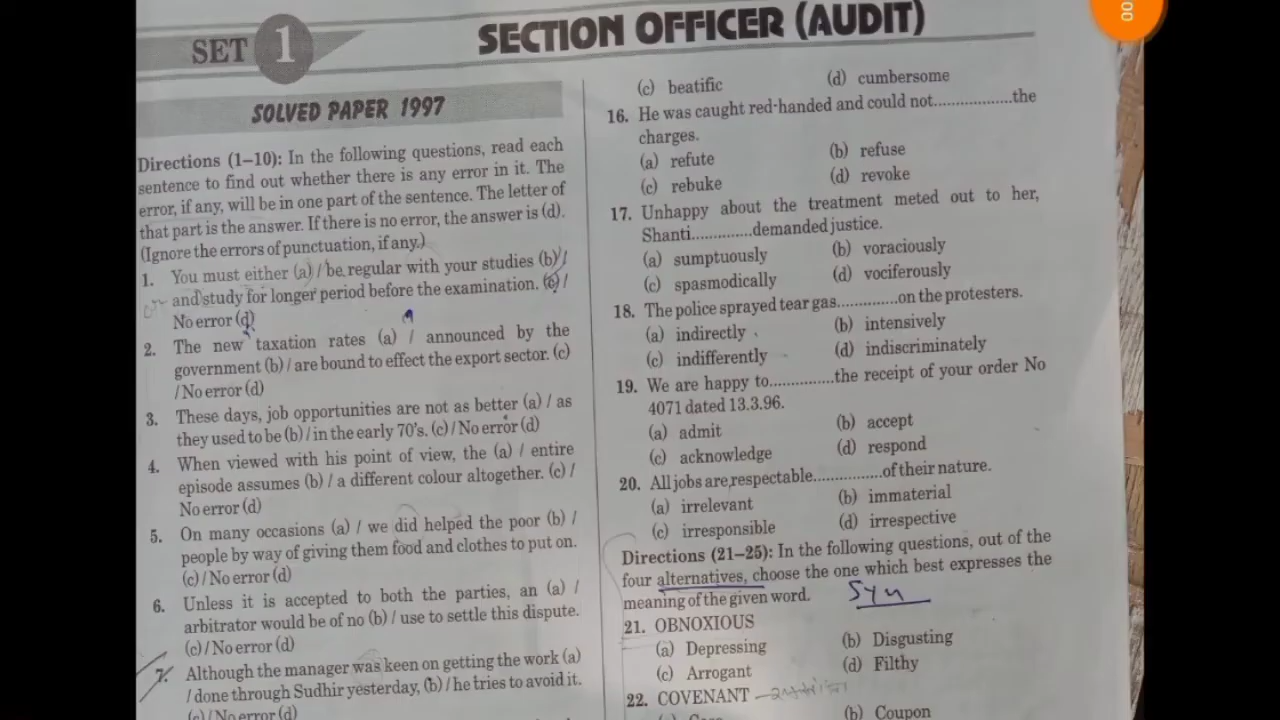 SET 1
SECTION OFFICER (AUDIT)
00
SOLVED PAPER 1997
Directions (1–10): In the following questions, read each
sentence to find out whether there is any error in it. The
error, if any, will be in one part of the sentence. The letter of
that part is the answer. If there is no error, the answer is (d).
(Ignore the errors of punctuation, if any.)
1. You must either (a) / be regular with your studies (b) /
and study for longer period before the examination. (c) /
No error (d)
2. The new taxation rates (a) / announced by the
government (b) / are bound to effect the export sector. (c)
/ No error (d)
3. These days, job opportunities are not as better (a) / as
they used to be (b) / in the early 70's. (c) / No error (d)
4. When viewed with his point of view, the (a) / entire
episode assumes (b) / a different colour altogether. (c) /
No error (d)
5. On many occasions (a) / we did helped the poor (b) /
people by way of giving them food and clothes to put on.
(c) / No error (d)
6. Unless it is accepted to both the parties, an (a) /
arbitrator would be of no (b) / use to settle this dispute.
(c) / No error (d)
7. Although the manager was keen on getting the work (a)
/ done through Sudhir yesterday, (b) / he tries to avoid it.
(c) / No error (d)
(c) beatific (d) cumbersome
16. He was caught red-handed and could not..................the
charges.
(a) refute (b) refuse
(c) rebuke (d) revoke
17. Unhappy about the treatment meted out to her,
Shanti..............demanded justice.
(a) sumptuously (b) voraciously
(c) spasmodically (d) vociferously
18. The police sprayed tear gas..............on the protesters.
(a) indirectly (b) intensively
(c) indifferently (d) indiscriminately
19. We are happy to...............the receipt of your order No
4071 dated 13.3.96.
(a) admit (b) accept
(c) acknowledge (d) respond
20. All jobs are respectable................of their nature.
(a) irrelevant (b) immaterial
(c) irresponsible (d) irrespective
Directions (21–25): In the following questions, out of the
four alternatives, choose the one which best expresses the
meaning of the given word. Syn
21. OBNOXIOUS
(a) Depressing (b) Disgusting
(c) Arrogant (d) Filthy
22. COVENANT
(b) Coupon